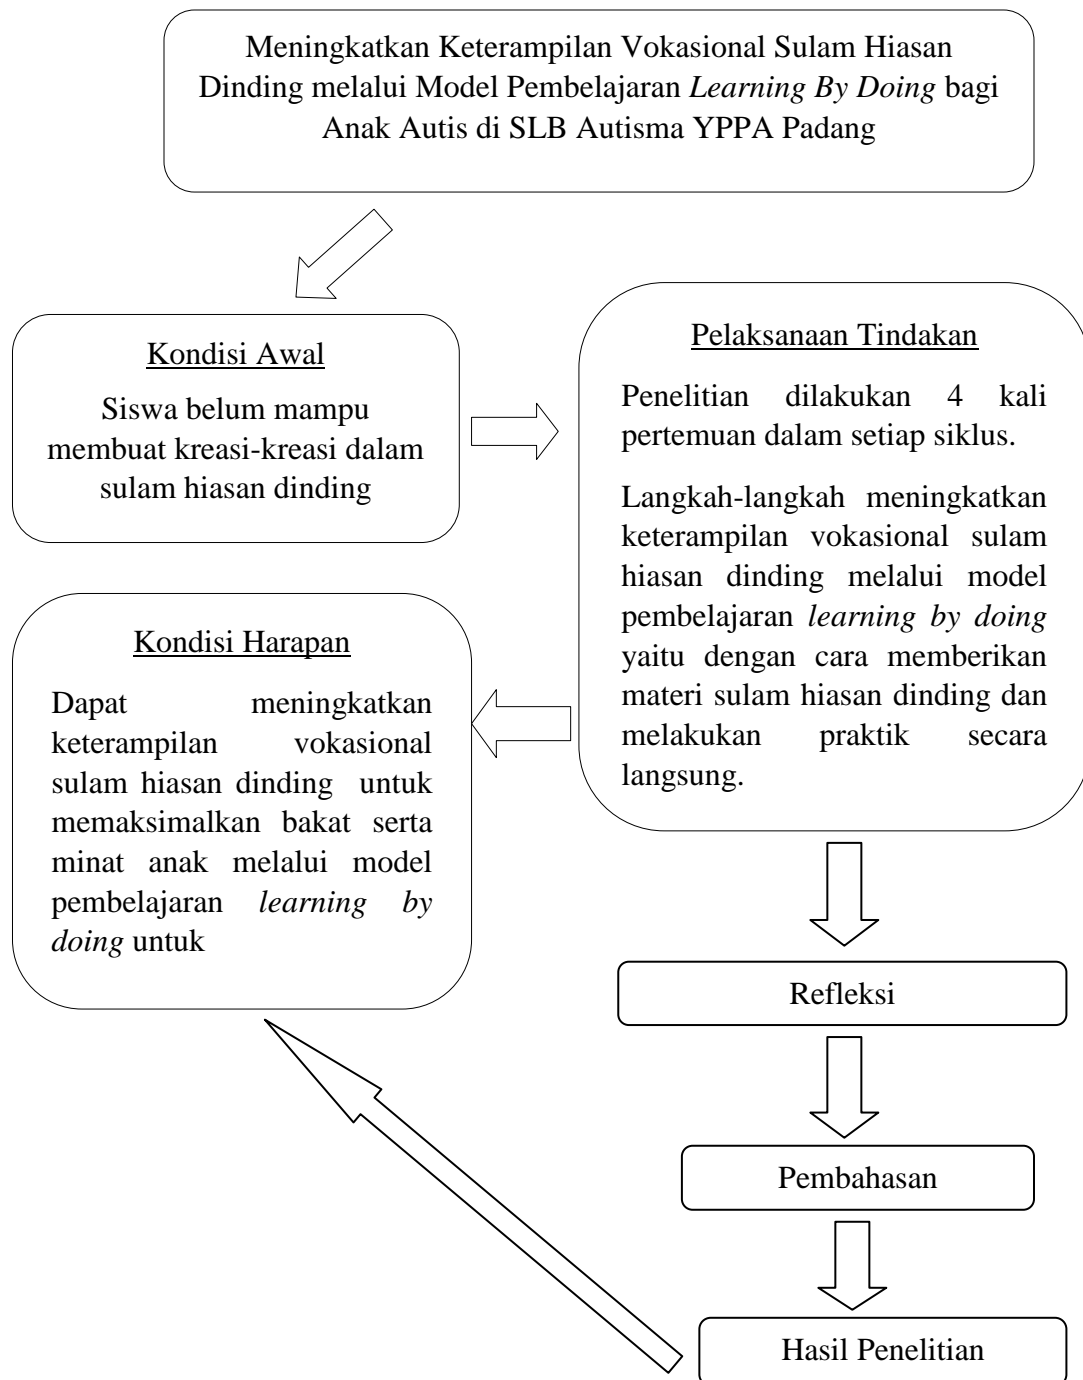 Meningkatkan Keterampilan Vokasional Sulam Hiasan
Dinding melalui Model Pembelajaran Learning By Doing bagi
Anak Autis di SLB Autisma YPPA Padang
Kondisi Awal
Siswa belum mampu
membuat kreasi-kreasi dalam
sulam hiasan dinding
Pelaksanaan Tindakan
Penelitian dilakukan 4 kali
pertemuan dalam setiap siklus.
Langkah-langkah meningkatkan
keterampilan vokasional sulam
hiasan dinding melalui model
pembelajaran learning by doing
yaitu dengan cara memberikan
materi sulam hiasan dinding dan
melakukan praktik secara
langsung.
Kondisi Harapan
Dapat meningkatkan
keterampilan vokasional
sulam hiasan dinding untuk
memaksimalkan bakat serta
minat anak melalui model
pembelajaran learning by
doing untuk
Refleksi
Pembahasan
Hasil Penelitian